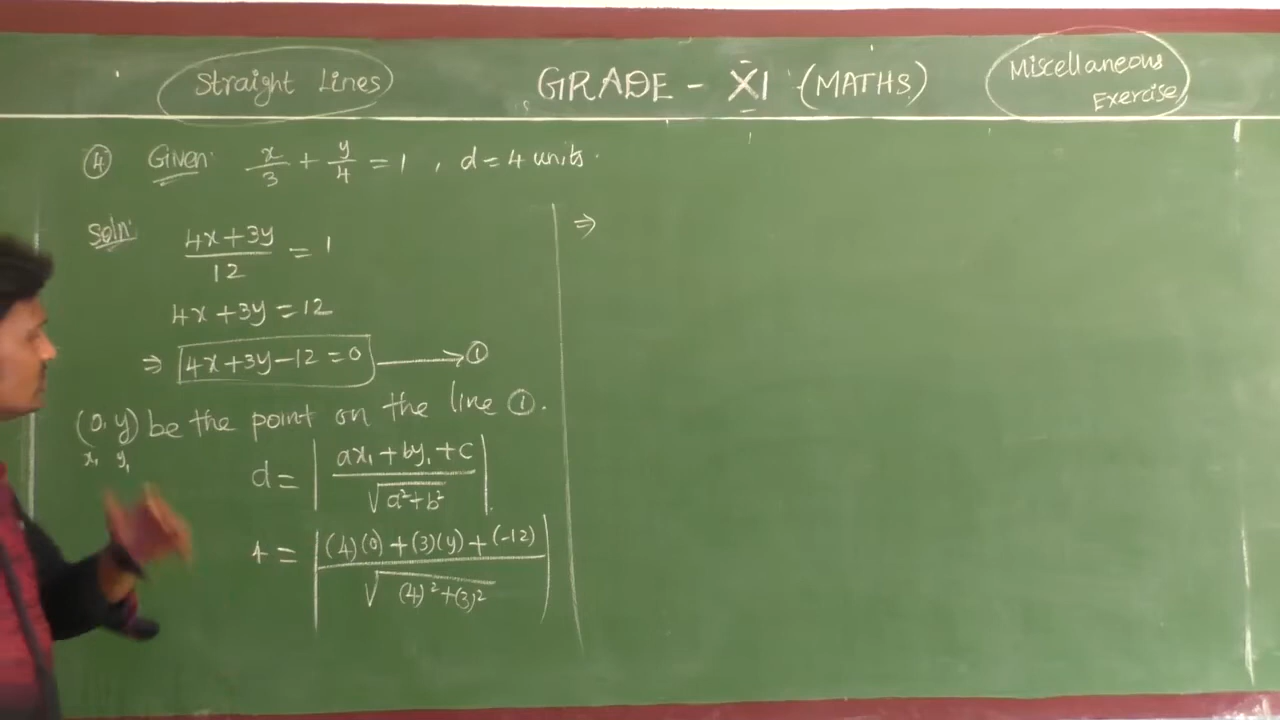 Straight Lines
GRADE - XI (MATHS)
Miscellaneous
Exercise
④ Given: x/3 + y/4 = 1, d = 4 units.
Soln:
(4x+3y)/12 = 1
4x+3y = 12
⇒ 4x+3y-12 = 0 → ①
(0, y) be the point on the line ①.
x₁ y₁
d = |(ax₁+by₁+c)/√(a²+b²)|.
4 = |((4)(0)+(3)(y)+(-12))/√((4)²+(3)²)|
⇒